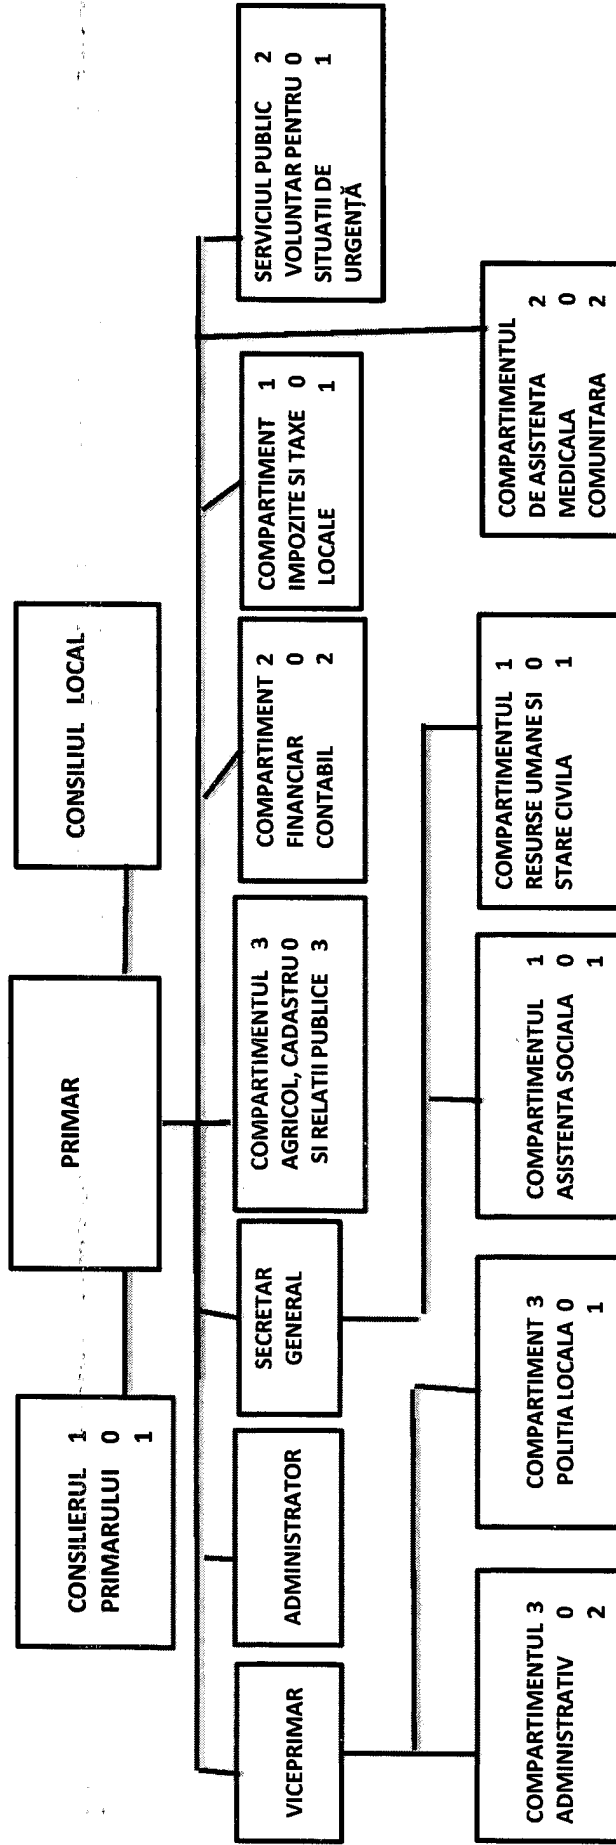 CONSILIERUL 1
PRIMARULUI 0
1
PRIMAR
CONSILIUL LOCAL
VICEPRIMAR
ADMINISTRATOR
SECRETAR
GENERAL
COMPARTIMENTUL 3
AGRICOL, CADASTRU 0
SI RELATII PUBLICE 3
COMPARTIMENT 2
FINANCIAR 0
CONTABIL 2
COMPARTIMENT 1
IMPOZITE SI TAXE 0
LOCALE 1
SERVICIUL PUBLIC 2
VOLUNTAR PENTRU 0
SITUATII DE 1
URGENȚĂ
COMPARTIMENTUL 3
ADMINISTRATIV 0
2
COMPARTIMENT 3
POLITIA LOCALA 0
1
COMPARTIMENTUL 1
ASISTENTA SOCIALA 0
1
COMPARTIMENTUL 1
RESURSE UMANE SI 0
STARE CIVILA 1
COMPARTIMENTUL
DE ASISTENTA 2
MEDICALA 0
COMUNITARA 2